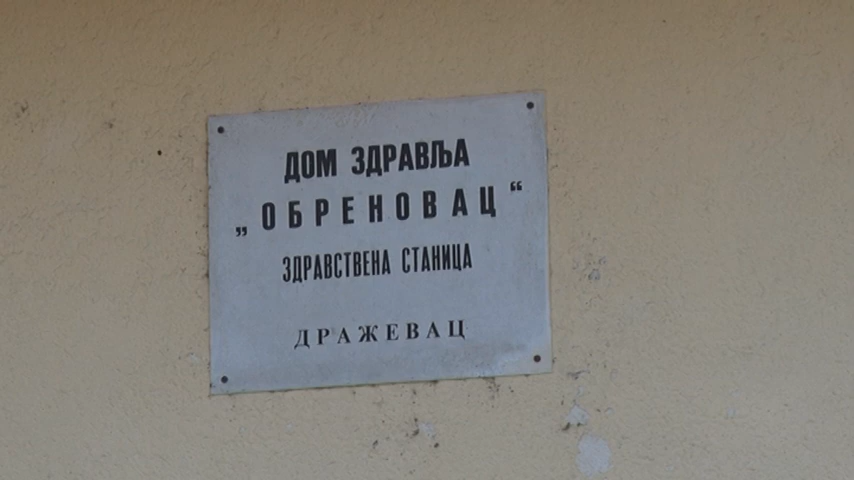 ДОМ ЗДРАВЉА
„ОБРЕНОВАЦ“
ЗДРАВСТВЕНА СТАНИЦА
ДРАЖЕВАЦ